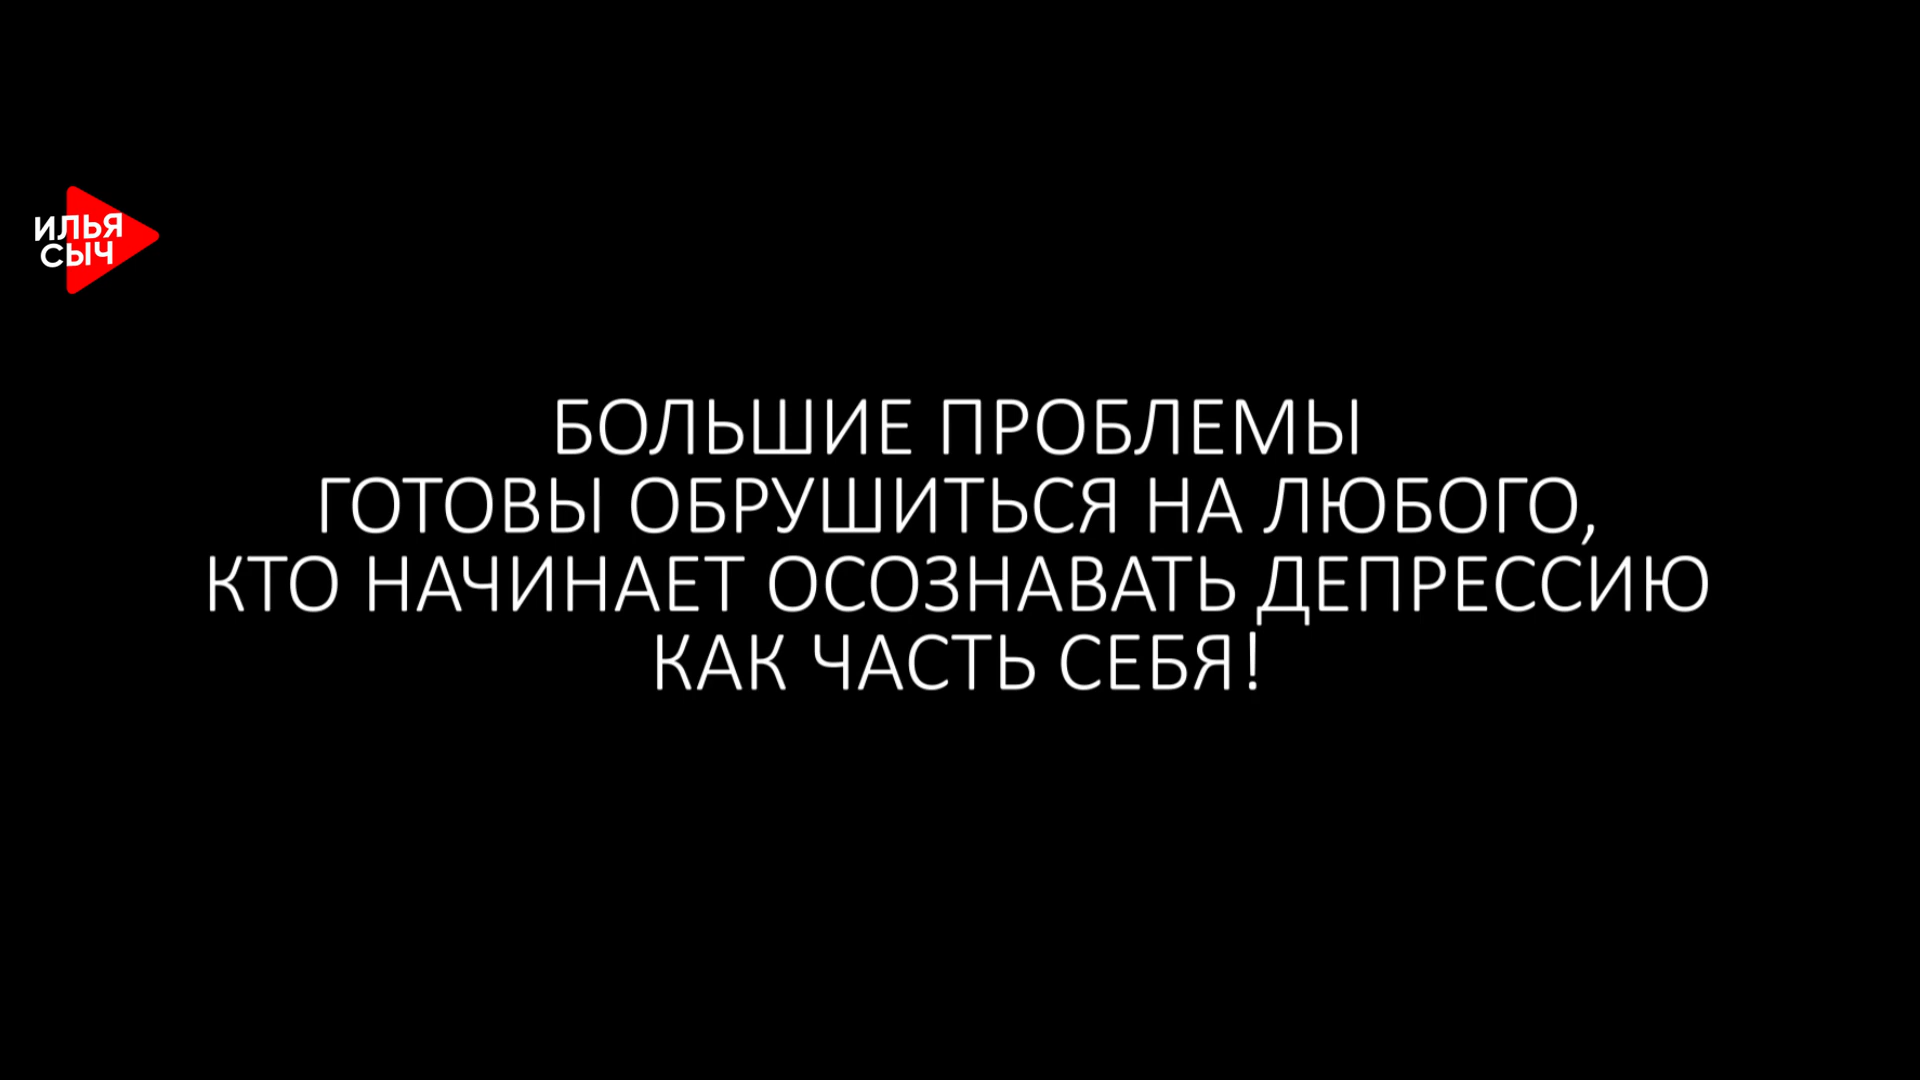 ИЛЬЯ
СЫЧ
БОЛЬШИЕ ПРОБЛЕМЫ
ГОТОВЫ ОБРУШИТЬСЯ НА ЛЮБОГО,
КТО НАЧИНАЕТ ОСОЗНАВАТЬ ДЕПРЕССИЮ
КАК ЧАСТЬ СЕБЯ!